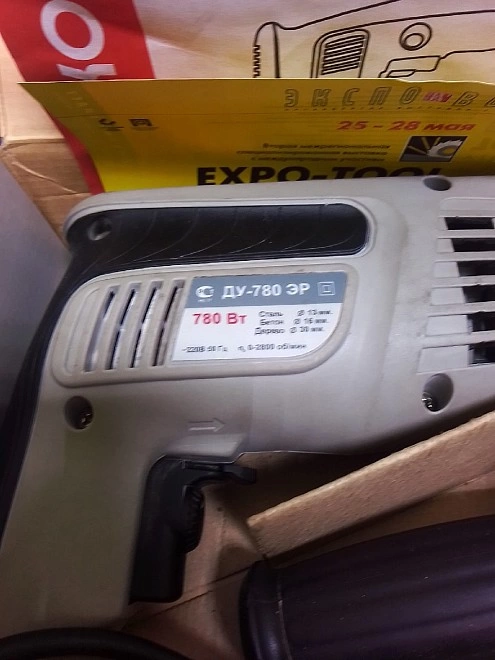 ЭКСПО
25 - 28 мая
EXPO-TOOL
ДУ-780 ЭР
780 Вт
Сталь Ø 13 мм.
Бетон Ø 16 мм.
Дерево Ø 30 мм.
~220В 50 Гц n, 0-2800 об/мин